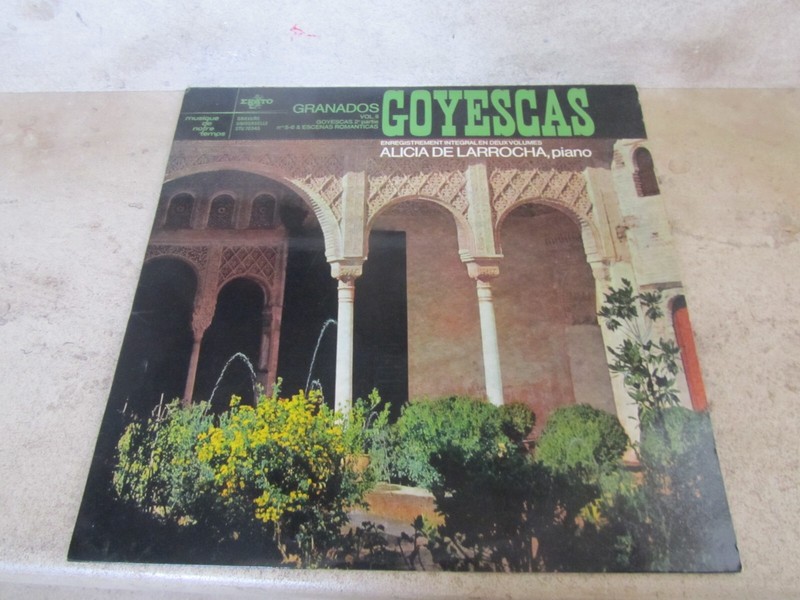 ERATO
musique
de
notre
temps
GRANADOS
VOL. II
GOYESCAS 2e partie
nos 5-6 & ESCENAS ROMANTICAS
GOYESCAS
ENREGISTREMENT INTEGRAL EN DEUX VOLUMES
ALICIA DE LARROCHA, piano